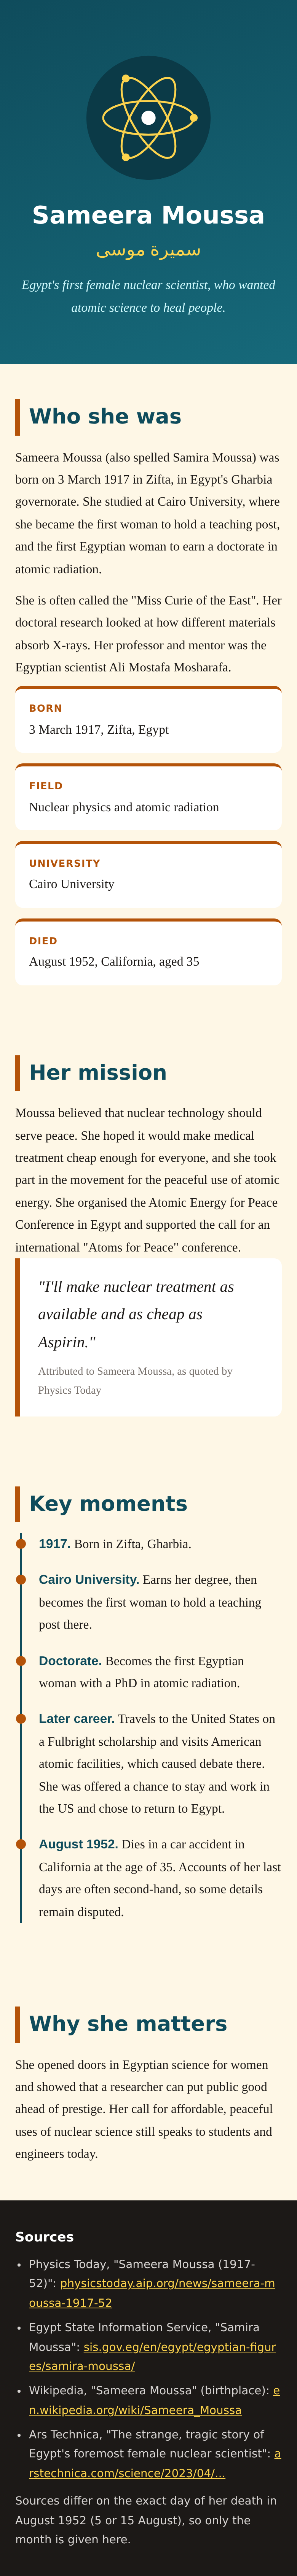 Sameera Moussa
سميرة موسى
Egypt's first female nuclear scientist, who wanted
atomic science to heal people.
Who she was
Sameera Moussa (also spelled Samira Moussa) was
born on 3 March 1917 in Zifta, in Egypt's Gharbia
governorate. She studied at Cairo University, where
she became the first woman to hold a teaching post,
and the first Egyptian woman to earn a doctorate in
atomic radiation.
She is often called the "Miss Curie of the East". Her
doctoral research looked at how different materials
absorb X-rays. Her professor and mentor was the
Egyptian scientist Ali Mostafa Mosharafa.
BORN
3 March 1917, Zifta, Egypt
FIELD
Nuclear physics and atomic radiation
UNIVERSITY
Cairo University
DIED
August 1952, California, aged 35
Her mission
Moussa believed that nuclear technology should
serve peace. She hoped it would make medical
treatment cheap enough for everyone, and she took
part in the movement for the peaceful use of atomic
energy. She organised the Atomic Energy for Peace
Conference in Egypt and supported the call for an
international "Atoms for Peace" conference.
"I'll make nuclear treatment as
available and as cheap as
Aspirin."
Attributed to Sameera Moussa, as quoted by
Physics Today
Key moments
1917. Born in Zifta, Gharbia.
Cairo University. Earns her degree, then
becomes the first woman to hold a teaching
post there.
Doctorate. Becomes the first Egyptian
woman with a PhD in atomic radiation.
Later career. Travels to the United States on
a Fulbright scholarship and visits American
atomic facilities, which caused debate there.
She was offered a chance to stay and work in
the US and chose to return to Egypt.
August 1952. Dies in a car accident in
California at the age of 35. Accounts of her last
days are often second-hand, so some details
remain disputed.
Why she matters
She opened doors in Egyptian science for women
and showed that a researcher can put public good
ahead of prestige. Her call for affordable, peaceful
uses of nuclear science still speaks to students and
engineers today.
Sources
• Physics Today, "Sameera Moussa (1917-
52)": physicstoday.aip.org/news/sameera-m
oussa-1917-52
• Egypt State Information Service, "Samira
Moussa": sis.gov.eg/en/egypt/egyptian-figur
es/samira-moussa/
• Wikipedia, "Sameera Moussa" (birthplace): e
n.wikipedia.org/wiki/Sameera_Moussa
• Ars Technica, "The strange, tragic story of
Egypt's foremost female nuclear scientist": a
rstechnica.com/science/2023/04/...
Sources differ on the exact day of her death in
August 1952 (5 or 15 August), so only the
month is given here.